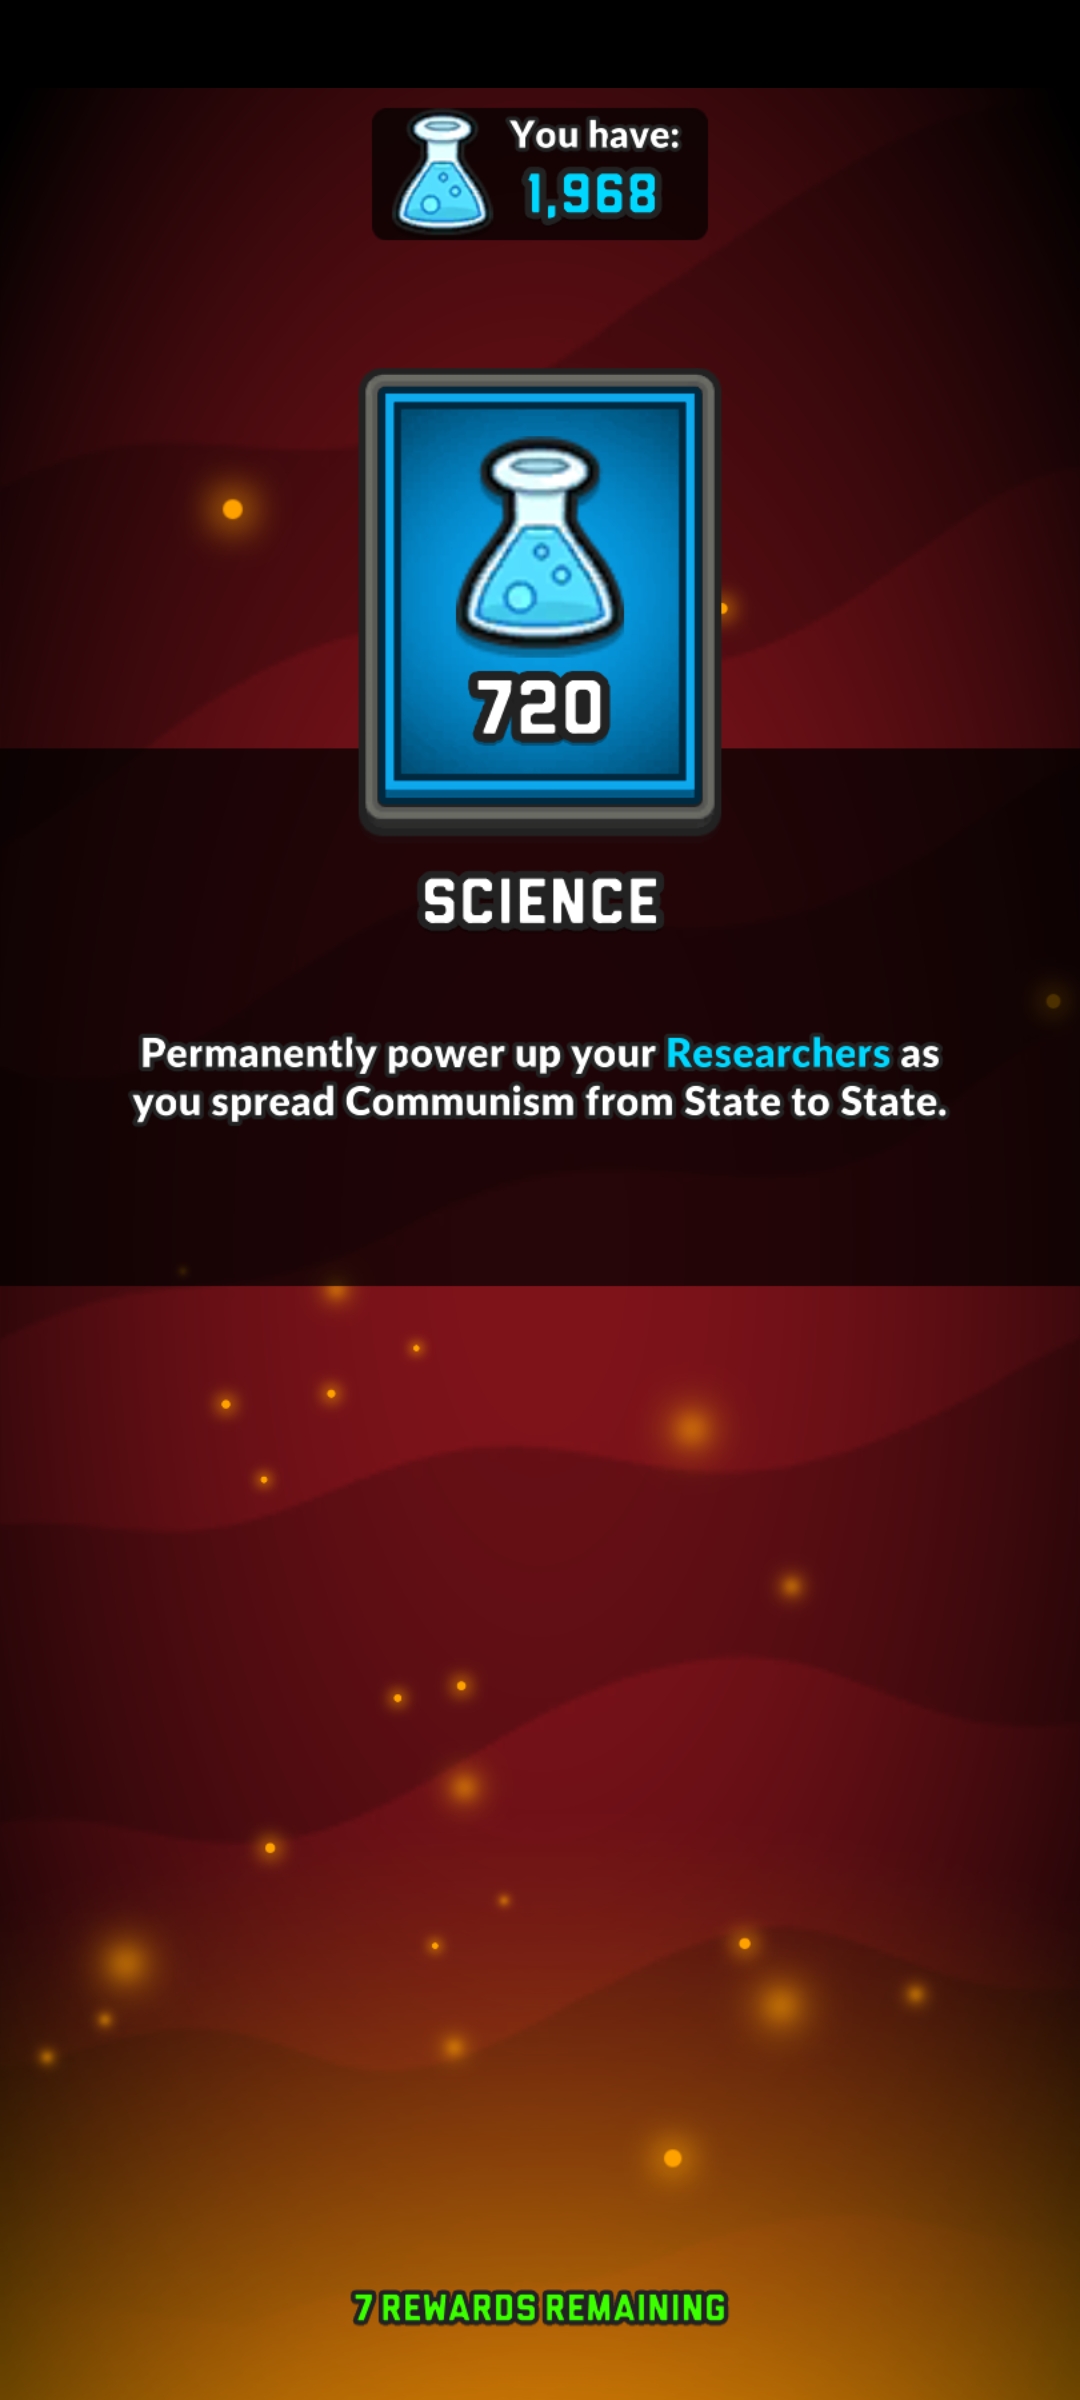 You have:
1,968
720
SCIENCE
Permanently power up your Researchers as
you spread Communism from State to State.
7 REWARDS REMAINING